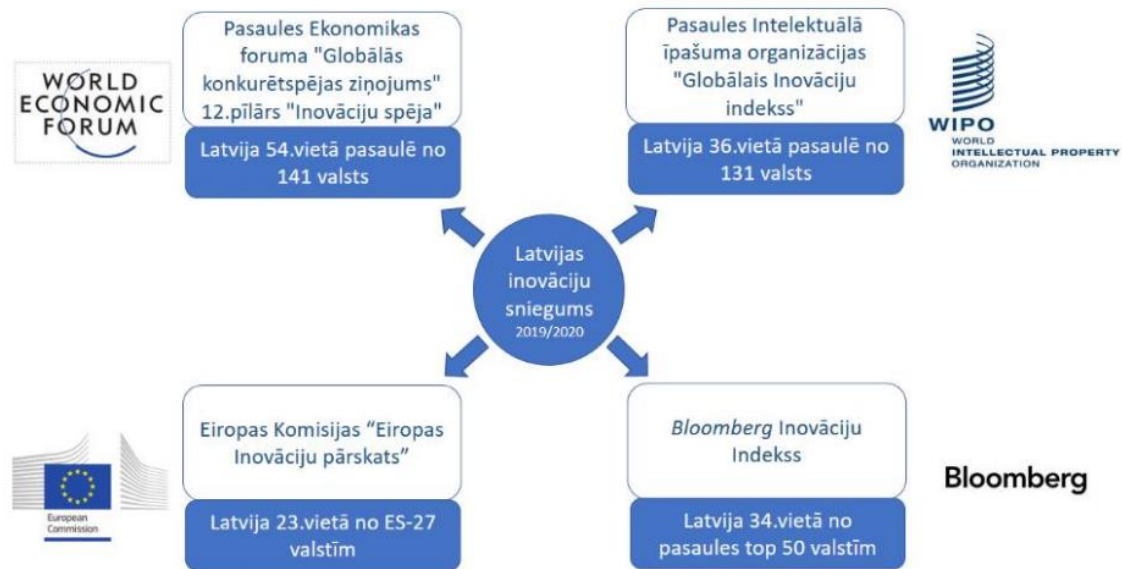 WORLD
ECONOMIC
FORUM
Pasaules Ekonomikas
foruma "Globālās
konkurētspējas ziņojums"
12.pīlārs "Inovāciju spēja"
Latvija 54.vietā pasaulē no
141 valsts
Pasaules Intelektuālā
īpašuma organizācijas
"Globālais Inovāciju
indekss"
Latvija 36.vietā pasaulē no
131 valsts
WIPO
WORLD
INTELLECTUAL PROPERTY
ORGANIZATION
Latvijas
inovāciju
sniegums
2019/2020
European
Commission
Eiropas Komisijas “Eiropas
Inovāciju pārskats”
Latvija 23.vietā no ES-27
valstīm
Bloomberg Inovāciju
Indekss
Latvija 34.vietā no
pasaules top 50 valstīm
Bloomberg